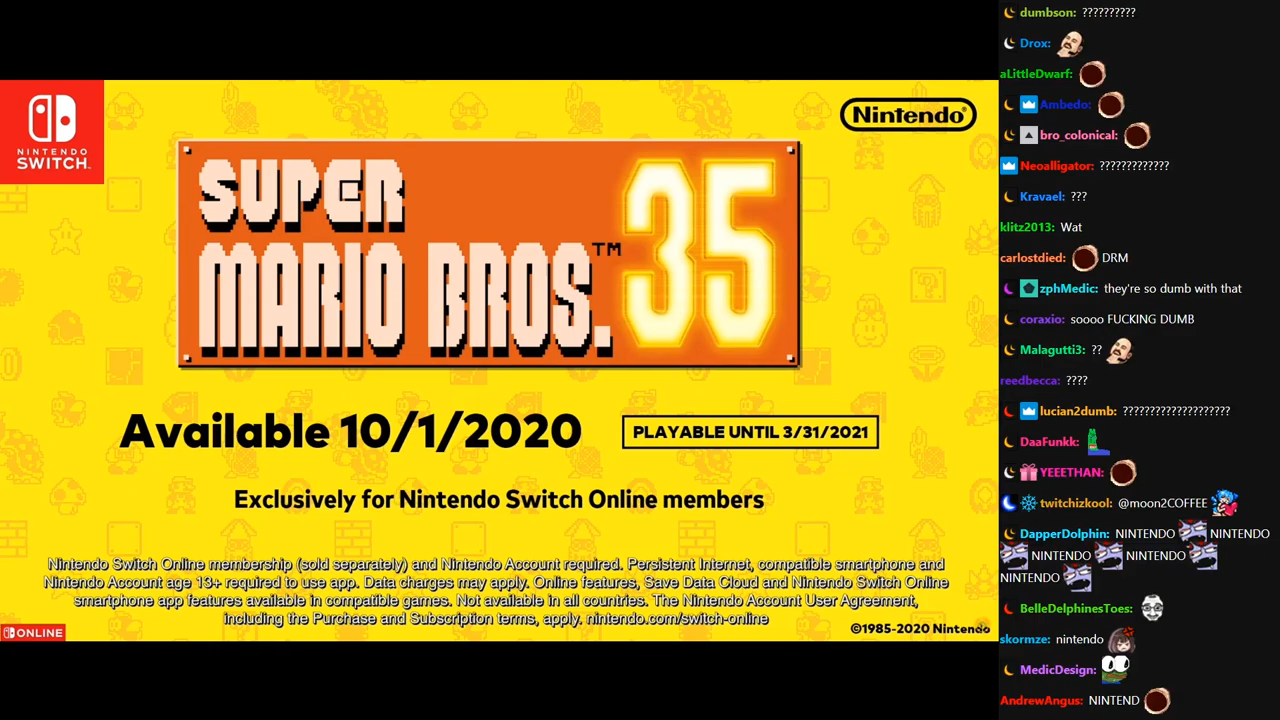 NINTENDO
SWITCH.
Nintendo®
SUPER
MARIO BROS.™ 35
Available 10/1/2020
PLAYABLE UNTIL 3/31/2021
Exclusively for Nintendo Switch Online members
Nintendo Switch Online membership (sold separately) and Nintendo Account required. Persistent Internet, compatible smartphone and
Nintendo Account age 13+ required to use app. Data charges may apply. Online features, Save Data Cloud and Nintendo Switch Online
smartphone app features available in compatible games. Not available in all countries. The Nintendo Account User Agreement,
including the Purchase and Subscription terms, apply. nintendo.com/switch-online
ONLINE
©1985-2020 Nintendo
dumbson: ??????????
Drox:
aLittleDwarf:
Ambedo:
bro_colonical:
Neoalligator: ?????????????
Kravael: ???
klitz2013: Wat
carlostdied: DRM
zphMedic: they're so dumb with that
coraxio: soooo FUCKING DUMB
Malagutti3: ??
reedbecca: ????
lucian2dumb: ????????????????????
DaaFunkk:
YEEETHAN:
twitchizkool: @moon2COFFEE
DapperDolphin: NINTENDO NINTENDO
NINTENDO NINTENDO
NINTENDO
BelleDelphinesToes:
skormze: nintendo
MedicDesign:
AndrewAngus: NINTEND